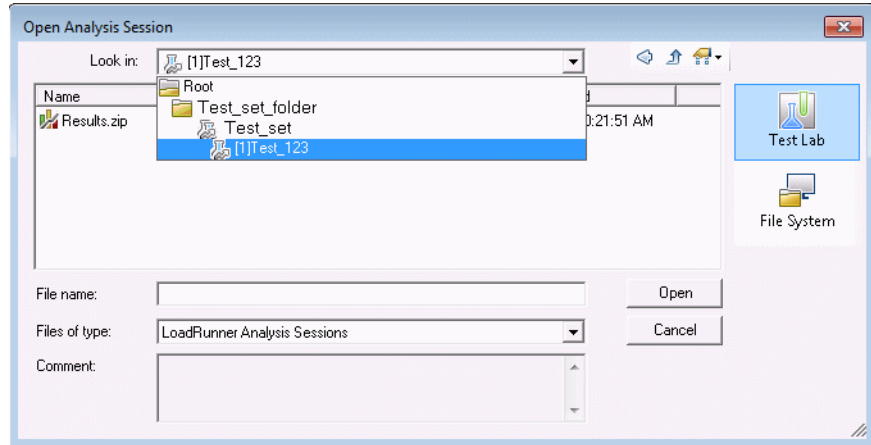 Open Analysis Session
Look in:
[1]Test_123
Root
Test_set_folder
Test_set
[1]Test_123
Name
Results.zip
0:21:51 AM
Test Lab
File System
File name:
Open
Files of type:
LoadRunner Analysis Sessions
Cancel
Comment: